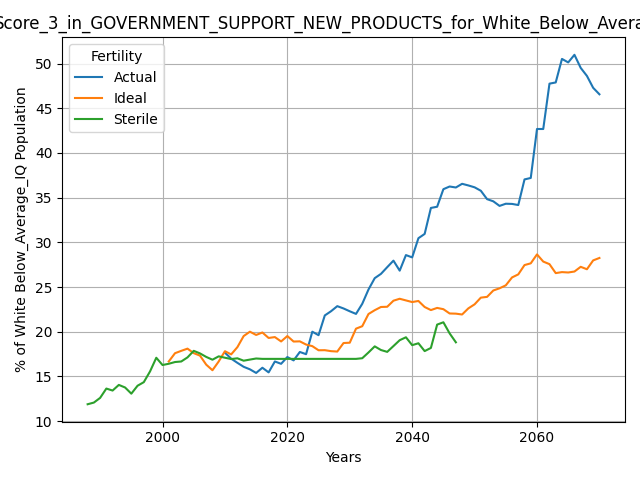 Score_3_in_GOVERNMENT_SUPPORT_NEW_PRODUCTS_for_White_Below_Avera
Fertility
Actual
Ideal
Sterile
% of White Below_Average_IQ Population
50
45
40
35
30
25
20
15
10
2000
2020
2040
2060
Years